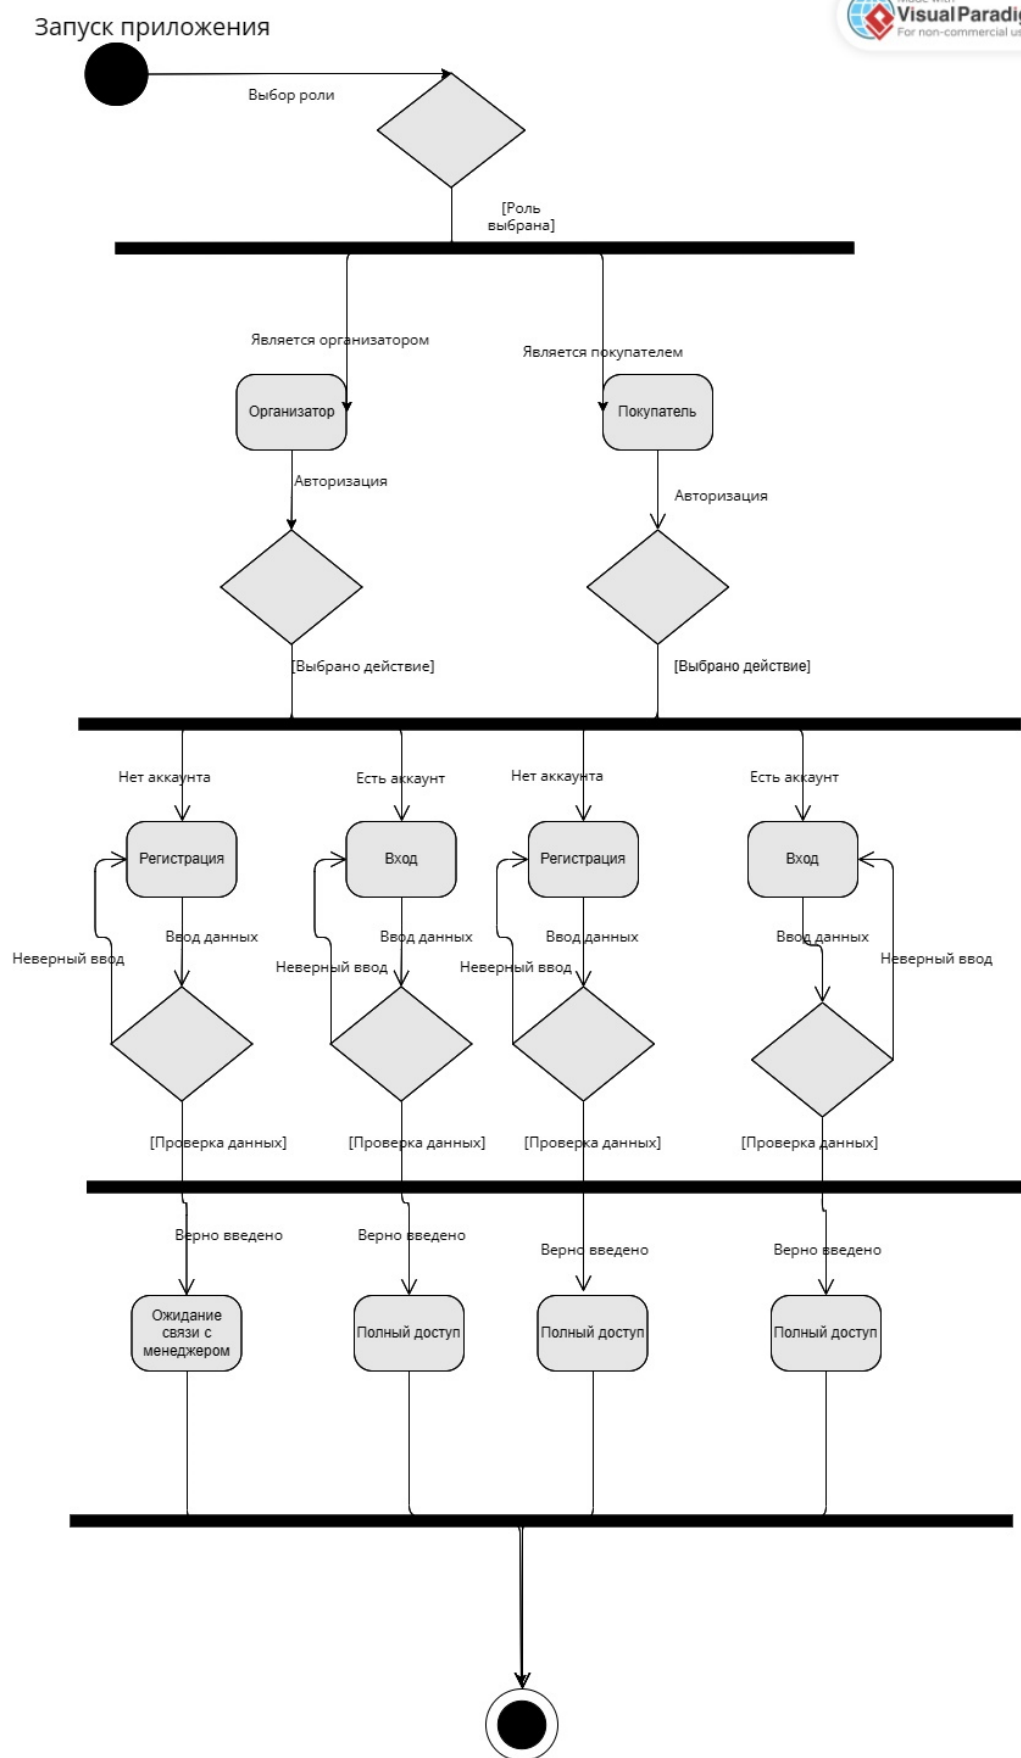 Запуск приложения
VisualParadig
For non-commercial us
Выбор роли
[Роль
выбрана]
Является организатором
Является покупателем
Организатор
Покупатель
Авторизация
Авторизация
[Выбрано действие]
[Выбрано действие]
Нет аккаунта
Есть аккаунт
Нет аккаунта
Есть аккаунт
Регистрация
Вход
Регистрация
Вход
Ввод данных
Ввод данных
Ввод данных
Ввод данных
Неверный ввод
Неверный ввод
Неверный ввод
Неверный ввод
[Проверка данных]
[Проверка данных]
[Проверка данных]
[Проверка данных]
Верно введено
Верно введено
Верно введено
Верно введено
Ожидание
связи с
менеджером
Полный доступ
Полный доступ
Полный доступ